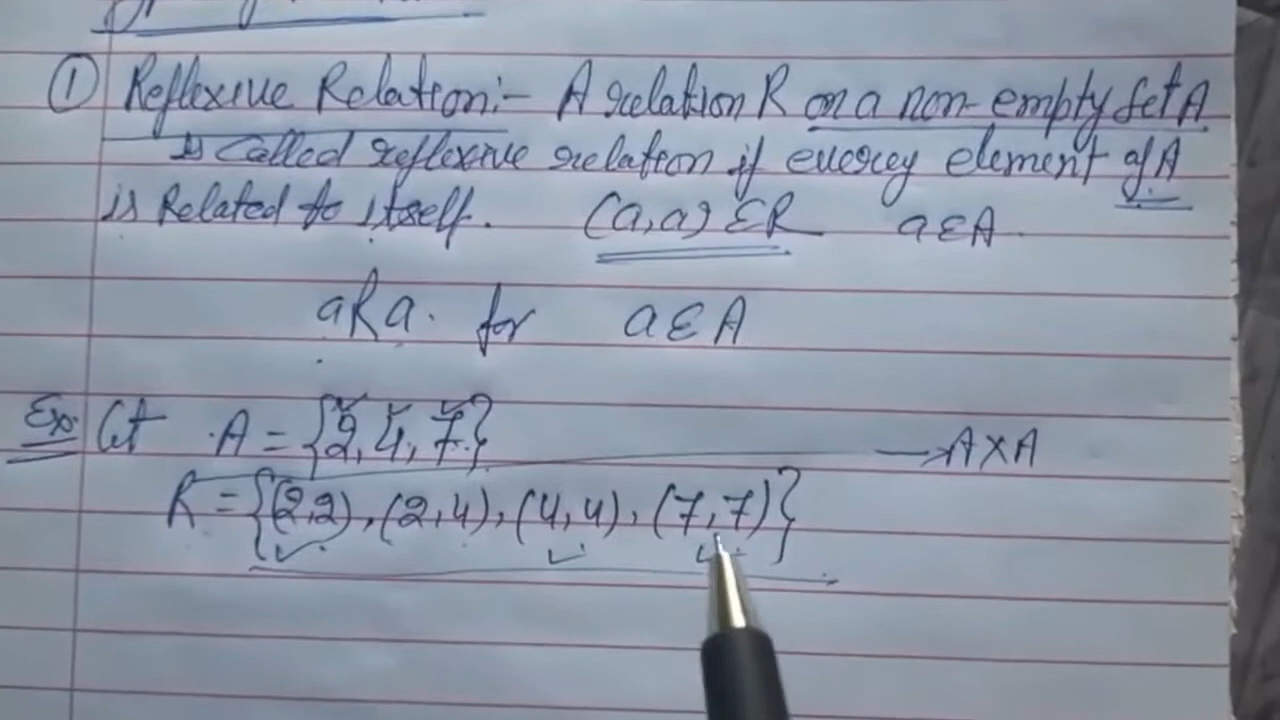 ① Reflexive Relation:- A relation R on a non-empty Set A
is Called reflexive relation if every element of A
is Related to itself. (a,a) ∈ R a ∈ A.
aRa. for a ∈ A
Ex. Let A = {2, 4, 7}
→ A×A
R = {(2,2), (2,4), (4,4), (7,7)}